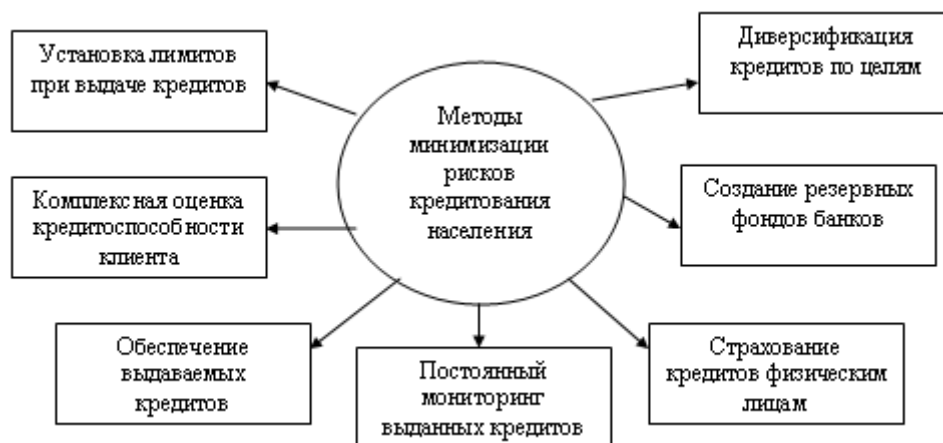 Установка лимитов
при выдаче кредитов
Диверсификация
кредитов по целям
Методы
минимизации
рисков
кредитования
населения
Комплексная оценка
кредитоспособности
клиента
Создание резервных
фондов банков
Обеспечение
выдаваемых
кредитов
Постоянный
мониторинг
выданных кредитов
Страхование
кредитов физическим
лицам